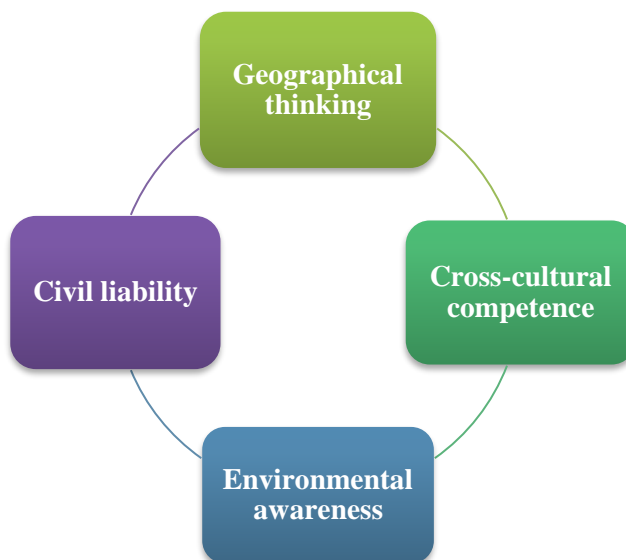 Geographical
thinking
Civil liability
Cross-cultural
competence
Environmental
awareness